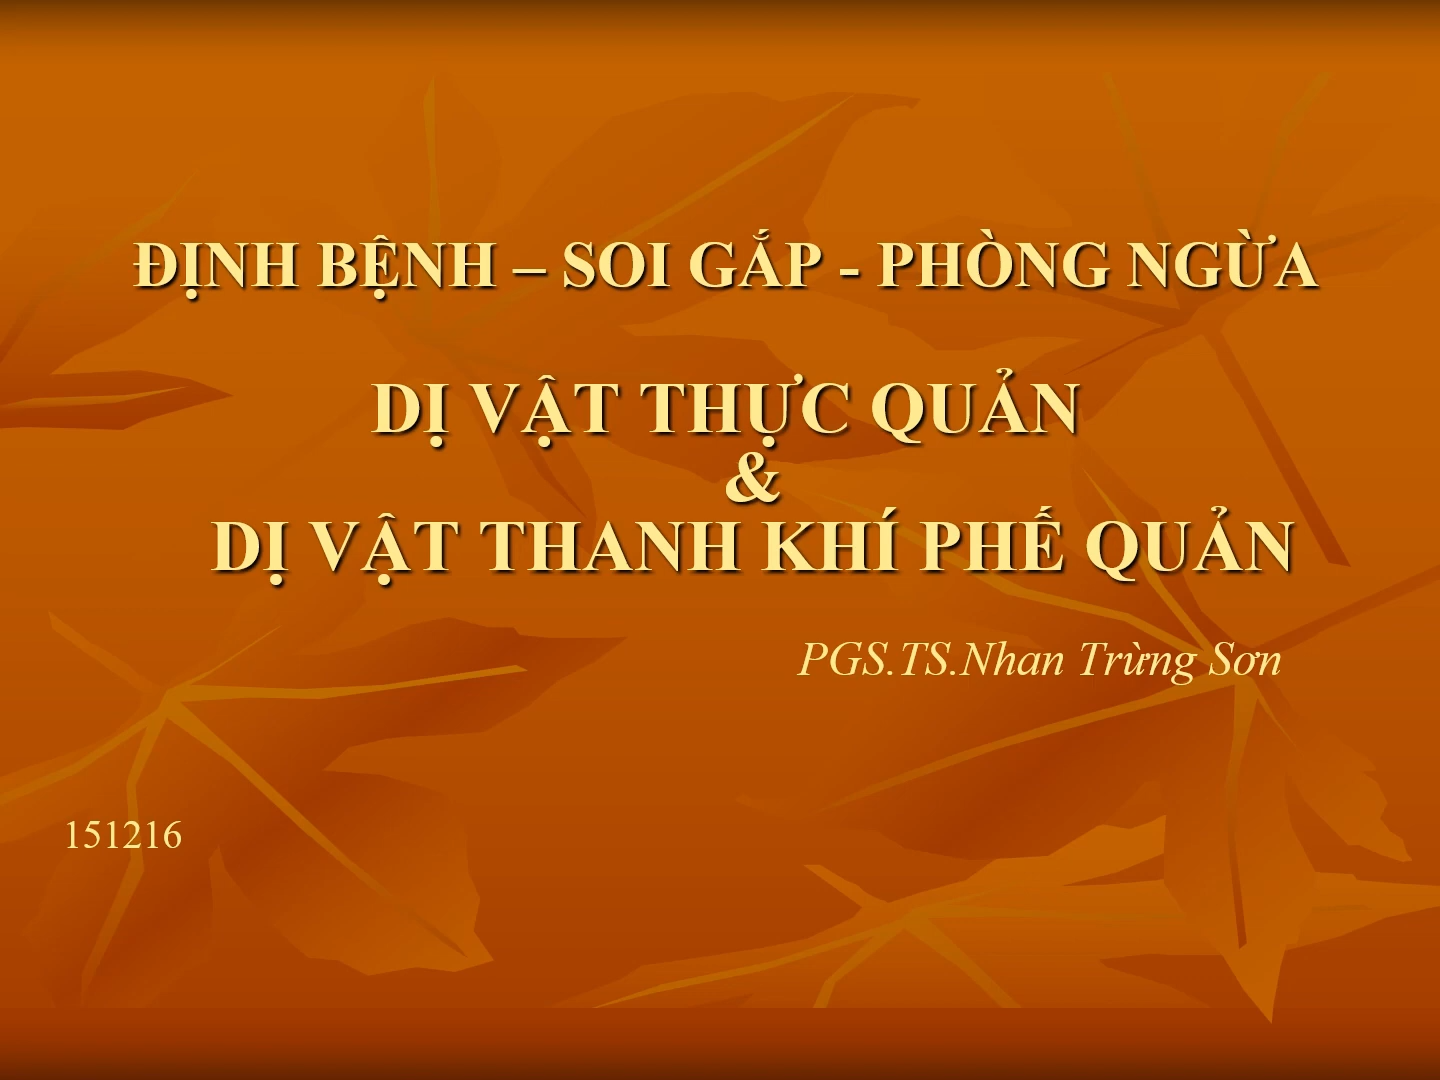 ĐỊNH BỆNH – SOI GẮP - PHÒNG NGỪA
DỊ VẬT THỰC QUẢN
&
DỊ VẬT THANH KHÍ PHẾ QUẢN
PGS.TS.Nhan Trừng Sơn
151216